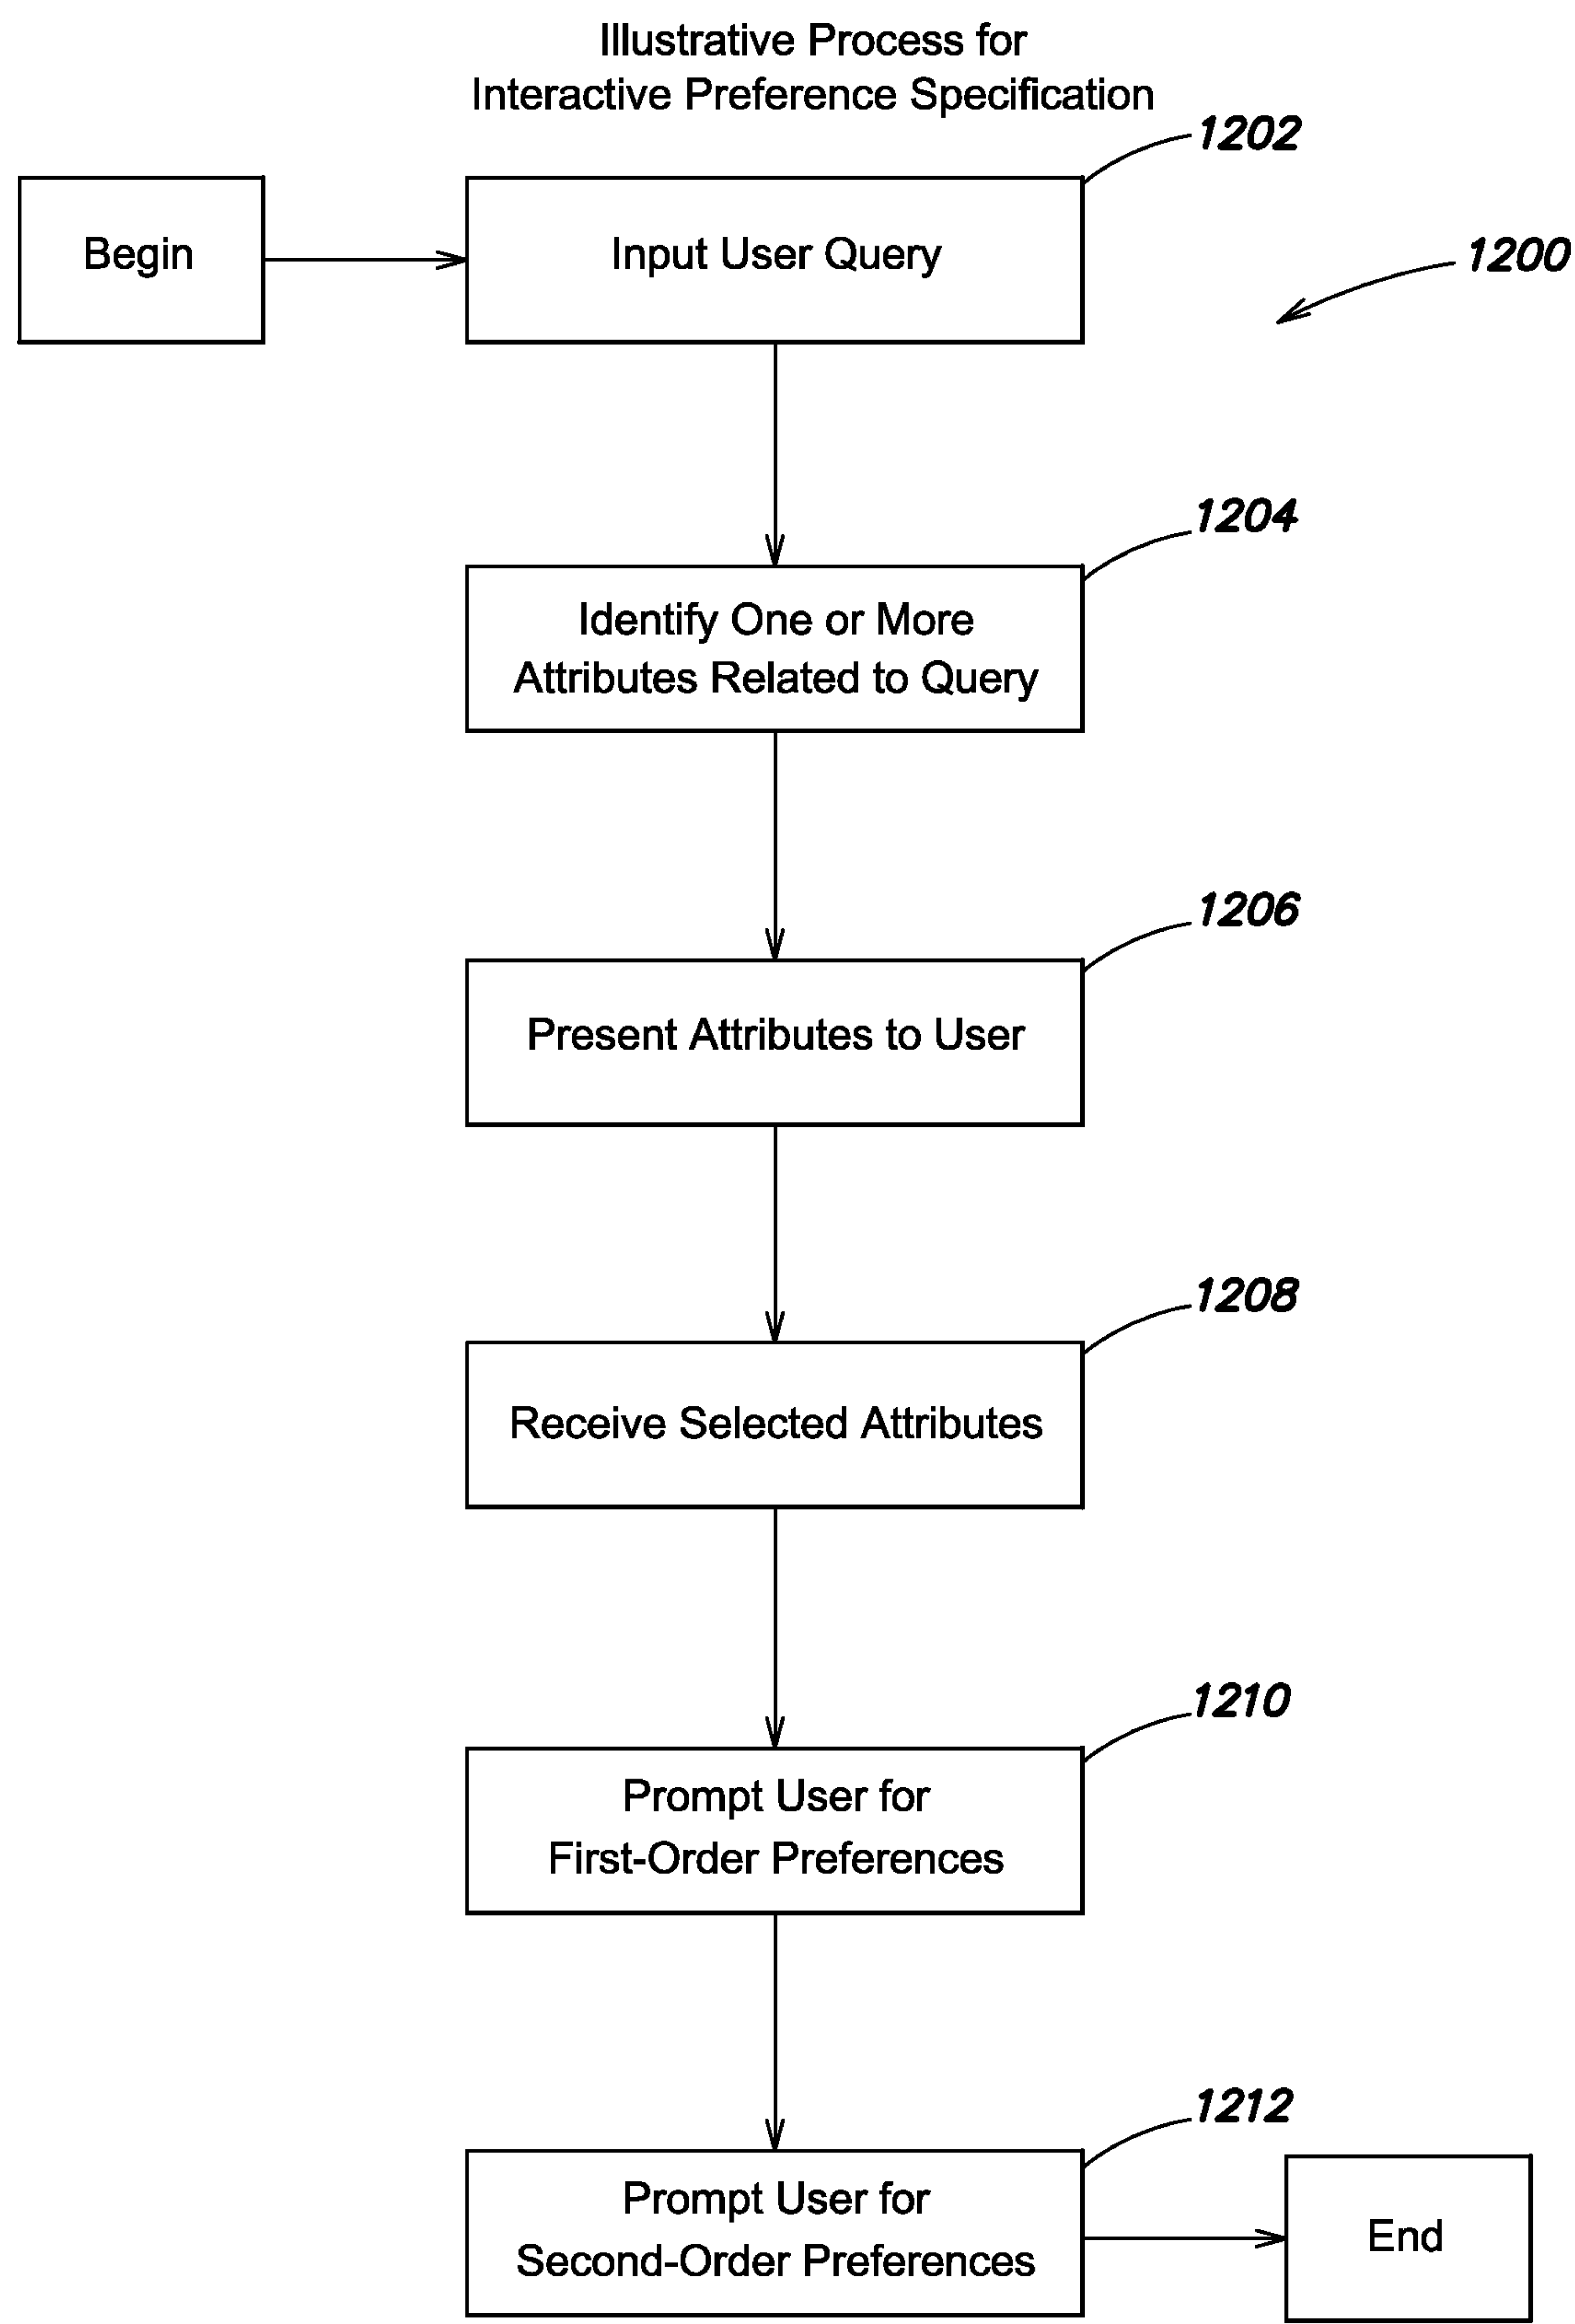 Illustrative Process for
Interactive Preference Specification
1202
Begin
Input User Query
1200
1204
Identify One or More
Attributes Related to Query
1206
Present Attributes to User
1208
Receive Selected Attributes
1210
Prompt User for
First-Order Preferences
1212
Prompt User for
Second-Order Preferences
End